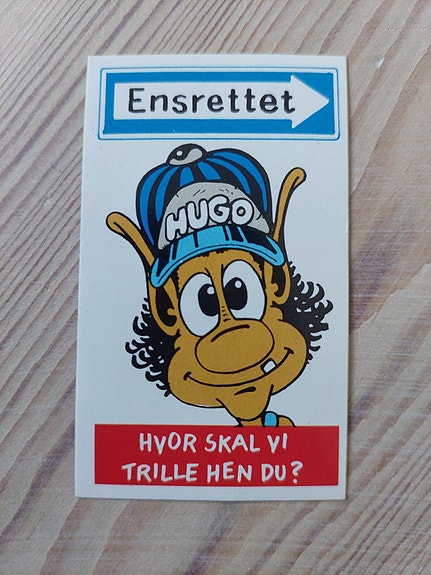 Ensrettet
HUGO
HVOR SKAL VI
TRILLE HEN DU?